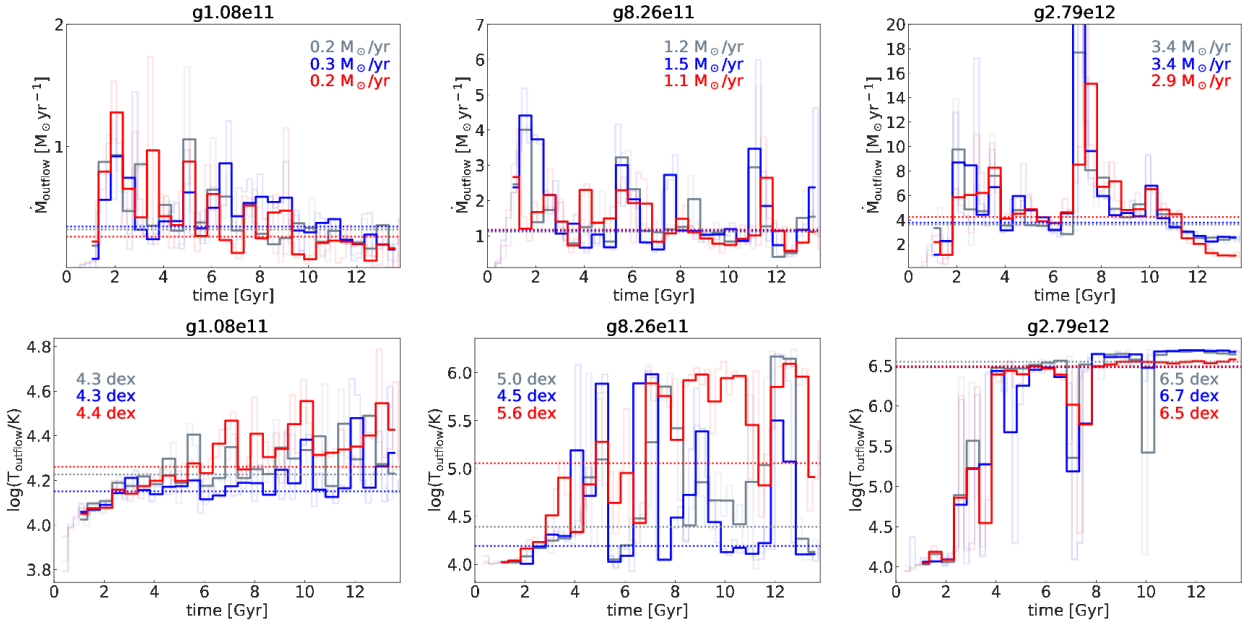 g1.08e11
g8.26e11
g2.79e12
2
1
Ṁoutflow [M⊙ yr⁻¹]
0.2 M⊙/yr
0.3 M⊙/yr
0.2 M⊙/yr
0 2 4 6 8 10 12
time [Gyr]
7
6
5
4
3
2
1
Ṁoutflow [M⊙ yr⁻¹]
1.2 M⊙/yr
1.5 M⊙/yr
1.1 M⊙/yr
0 2 4 6 8 10 12
time [Gyr]
20
18
16
14
12
10
8
6
4
2
Ṁoutflow [M⊙ yr⁻¹]
3.4 M⊙/yr
3.4 M⊙/yr
2.9 M⊙/yr
0 2 4 6 8 10 12
time [Gyr]
g1.08e11
g8.26e11
g2.79e12
4.8
4.6
4.4
4.2
4.0
3.8
log(Toutflow/K)
4.3 dex
4.3 dex
4.4 dex
0 2 4 6 8 10 12
time [Gyr]
6.0
5.5
5.0
4.5
4.0
log(Toutflow/K)
5.0 dex
4.5 dex
5.6 dex
0 2 4 6 8 10 12
time [Gyr]
6.5
6.0
5.5
5.0
4.5
4.0
log(Toutflow/K)
6.5 dex
6.7 dex
6.5 dex
0 2 4 6 8 10 12
time [Gyr]